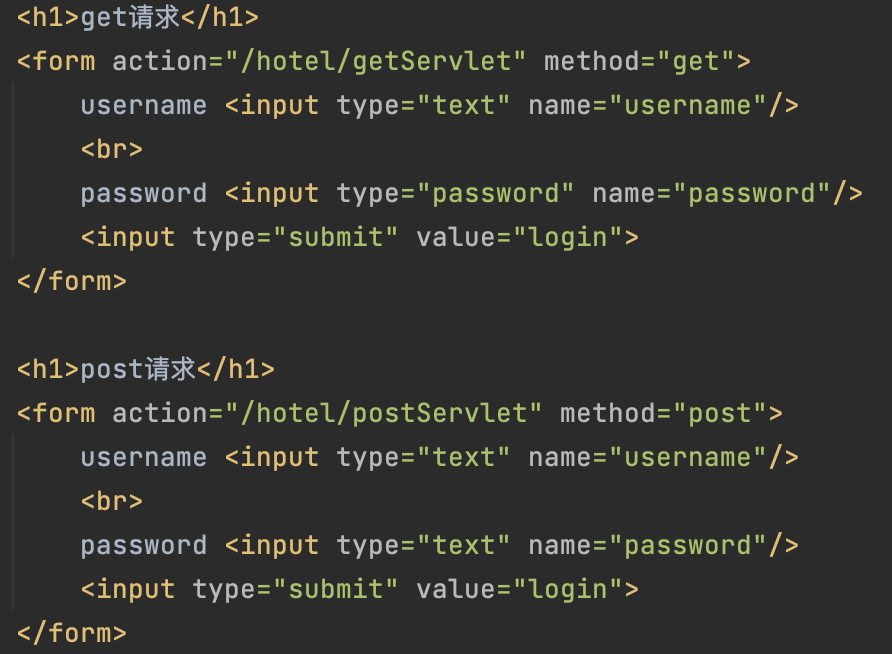 <h1>get请求</h1>
<form action="/hotel/getServlet" method="get">
    username <input type="text" name="username"/>
    <br>
    password <input type="password" name="password"/>
    <input type="submit" value="login">
</form>

<h1>post请求</h1>
<form action="/hotel/postServlet" method="post">
    username <input type="text" name="username"/>
    <br>
    password <input type="text" name="password"/>
    <input type="submit" value="login">
</form>